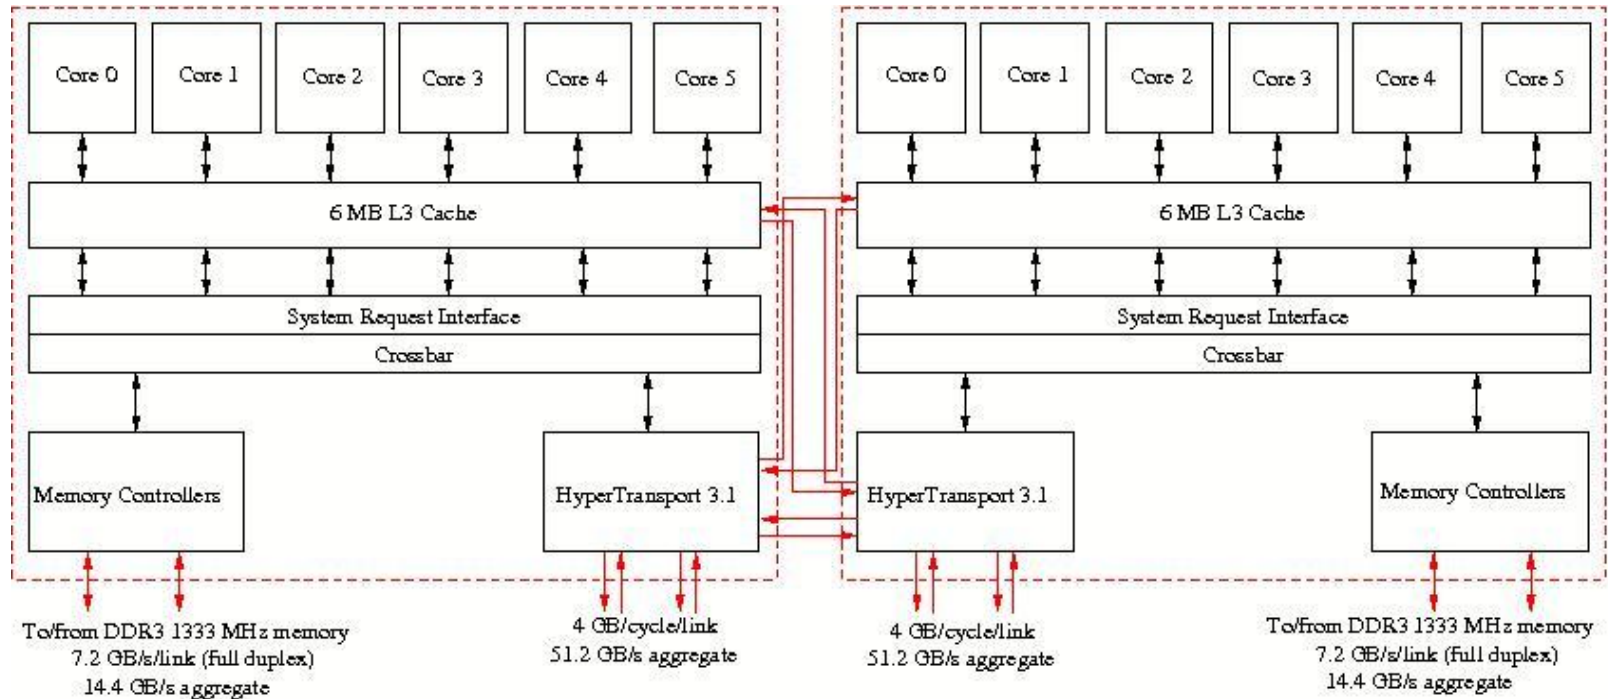 Core 0
Core 1
Core 2
Core 3
Core 4
Core 5
6 MB L3 Cache
System Request Interface
Crossbar
Memory Controllers
HyperTransport 3.1
To/from DDR3 1333 MHz memory
7.2 GB/s/link (full duplex)
14.4 GB/s aggregate
4 GB/cycle/link
51.2 GB/s aggregate
Core 0
Core 1
Core 2
Core 3
Core 4
Core 5
6 MB L3 Cache
System Request Interface
Crossbar
HyperTransport 3.1
Memory Controllers
4 GB/cycle/link
51.2 GB/s aggregate
To/from DDR3 1333 MHz memory
7.2 GB/s/link (full duplex)
14.4 GB/s aggregate